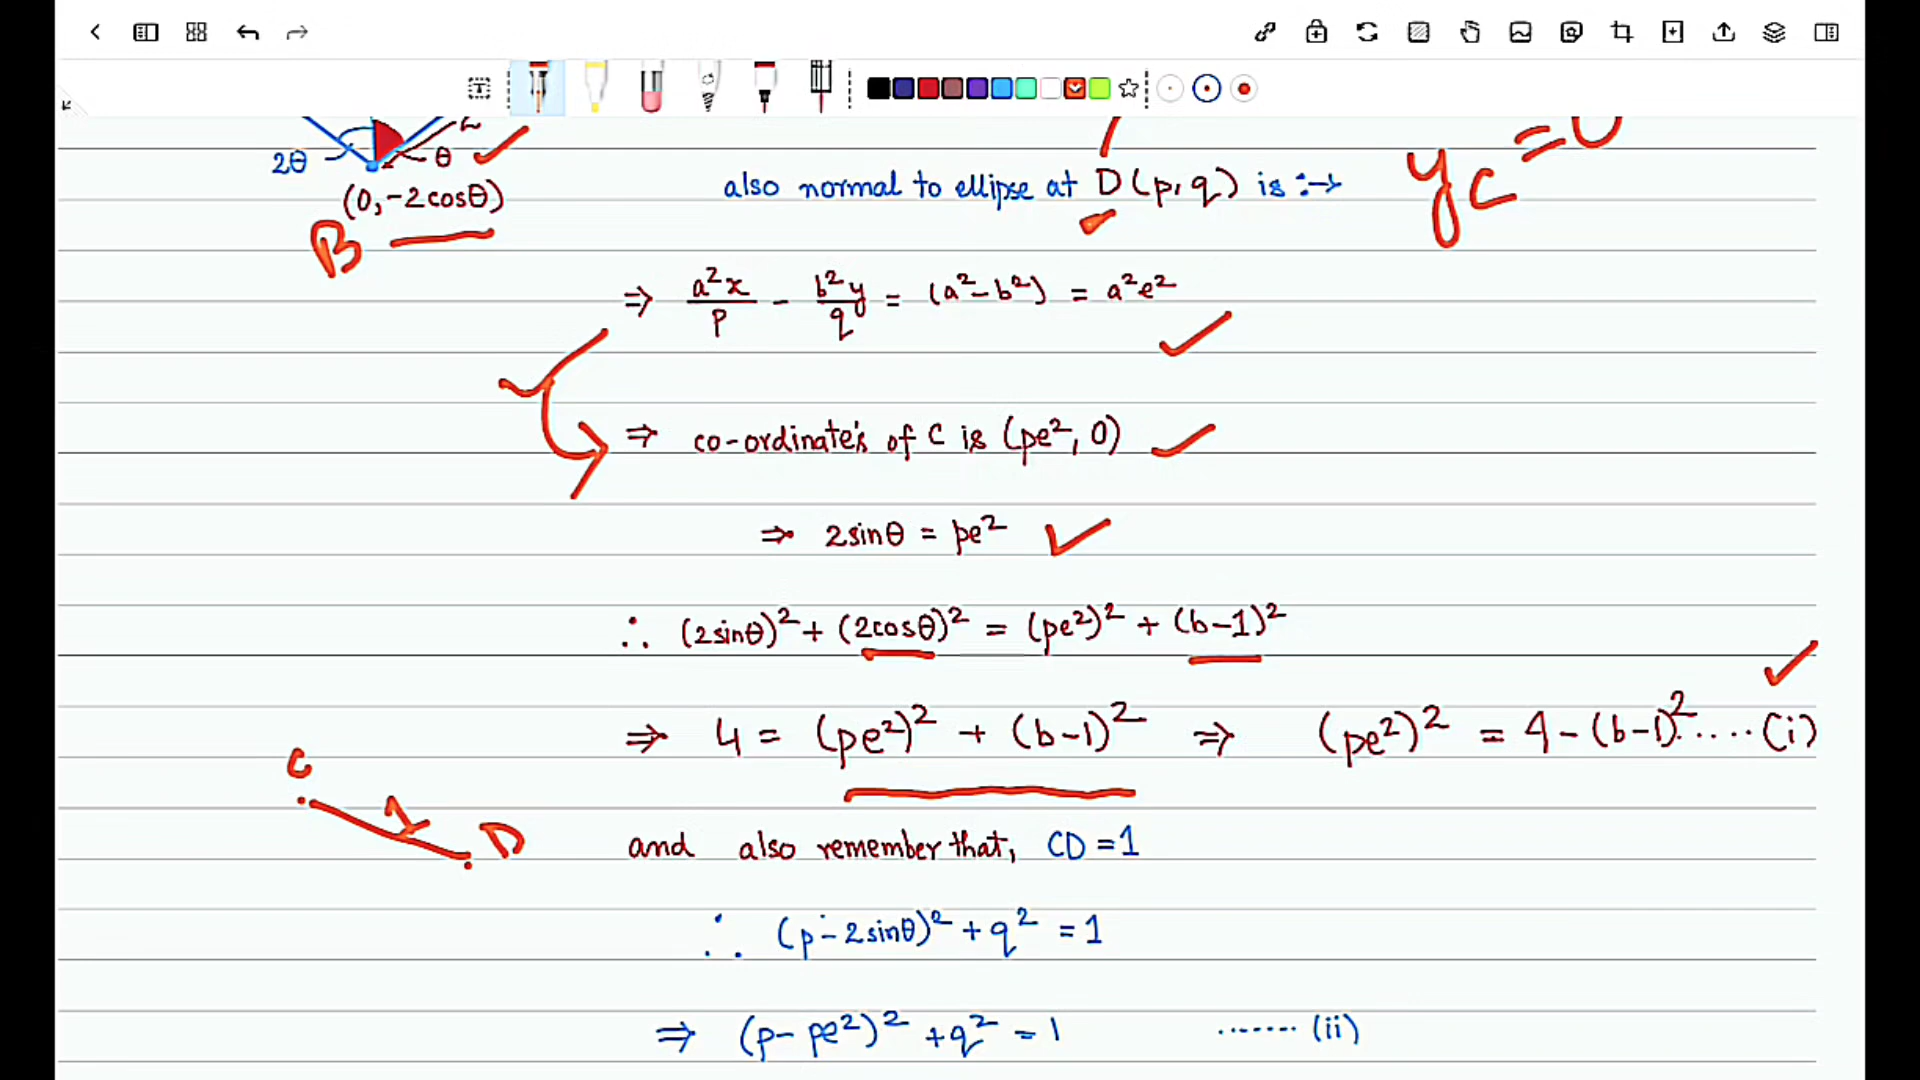 2θ
θ
(0,-2cosθ)
B
also normal to ellipse at D(p,q) is :→
y_C = 0
⇒ a²x/p - b²y/q = (a²-b²) = a²e²
⇒ co-ordinate's of C is (pe², 0)
⇒ 2sinθ = pe²
∴ (2sinθ)² + (2cosθ)² = (pe²)² + (b-1)²
⇒ 4 = (pe²)² + (b-1)² ⇒ (pe²)² = 4-(b-1)² .... (i)
C
1
D
and also remember that, CD = 1
∴ (p-2sinθ)² + q² = 1
⇒ (p-pe²)² + q² = 1 ....... (ii)